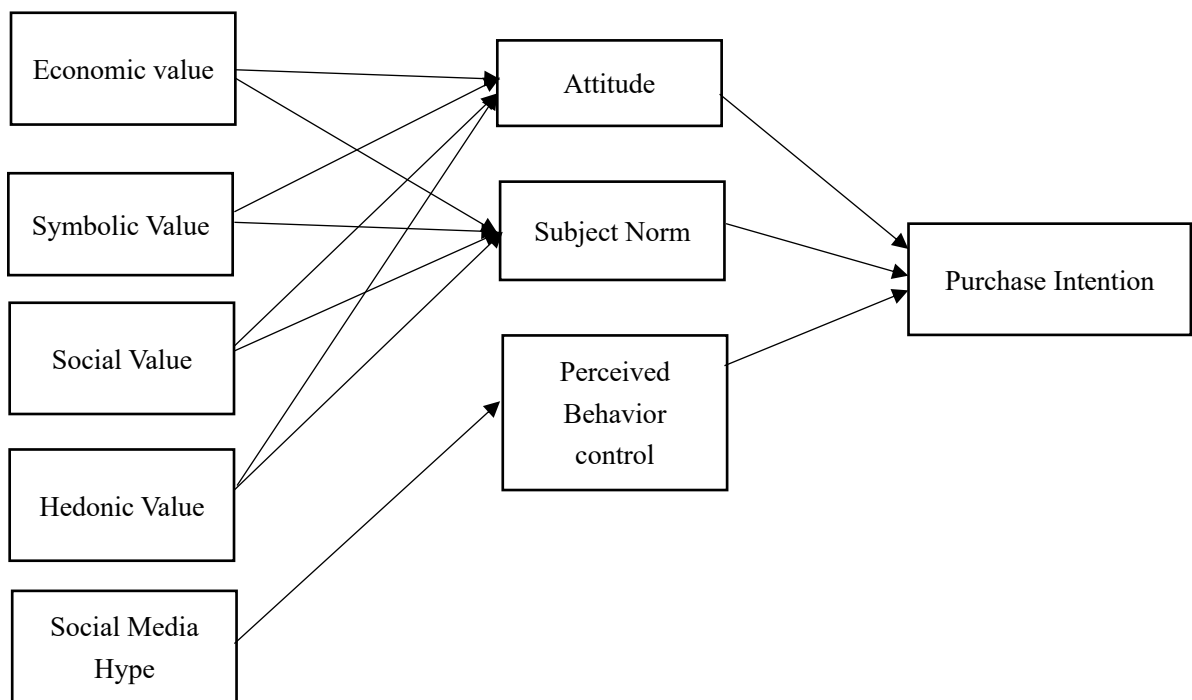 Economic value
Symbolic Value
Social Value
Hedonic Value
Social Media
Hype
Attitude
Subject Norm
Perceived
Behavior
control
Purchase Intention